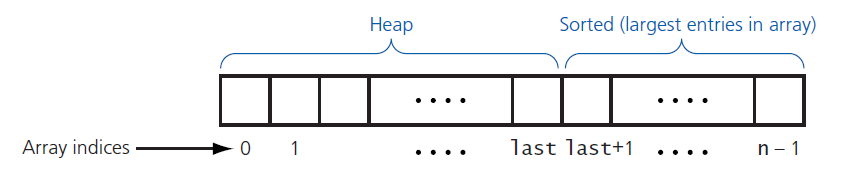 Heap Sorted (largest entries in array)
.... ....
Array indices 0 1 .... last last+1 .... n – 1